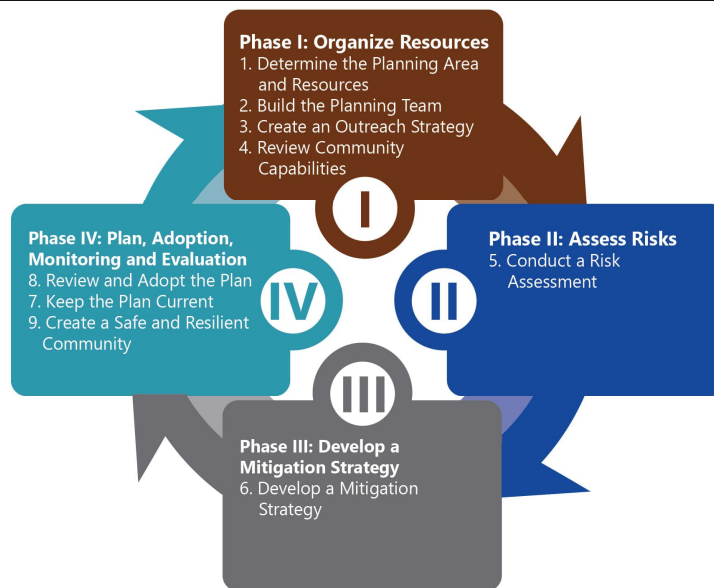 Phase I: Organize Resources
1. Determine the Planning Area
and Resources
2. Build the Planning Team
3. Create an Outreach Strategy
4. Review Community
Capabilities
I
Phase II: Assess Risks
5. Conduct a Risk
Assessment
II
Phase III: Develop a
Mitigation Strategy
6. Develop a Mitigation
Strategy
III
Phase IV: Plan, Adoption,
Monitoring and Evaluation
8. Review and Adopt the Plan
7. Keep the Plan Current
9. Create a Safe and Resilient
Community
IV